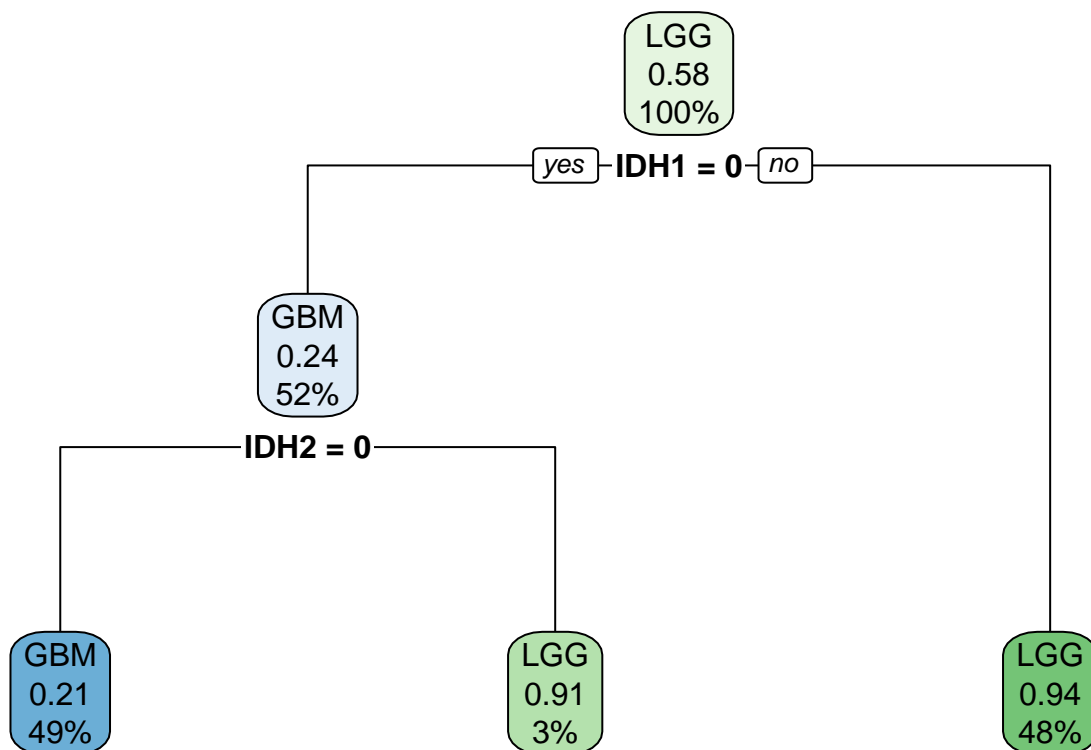 LGG
0.58
100%
yes IDH1 = 0 no
GBM
0.24
52%
IDH2 = 0
GBM
0.21
49%
LGG
0.91
3%
LGG
0.94
48%